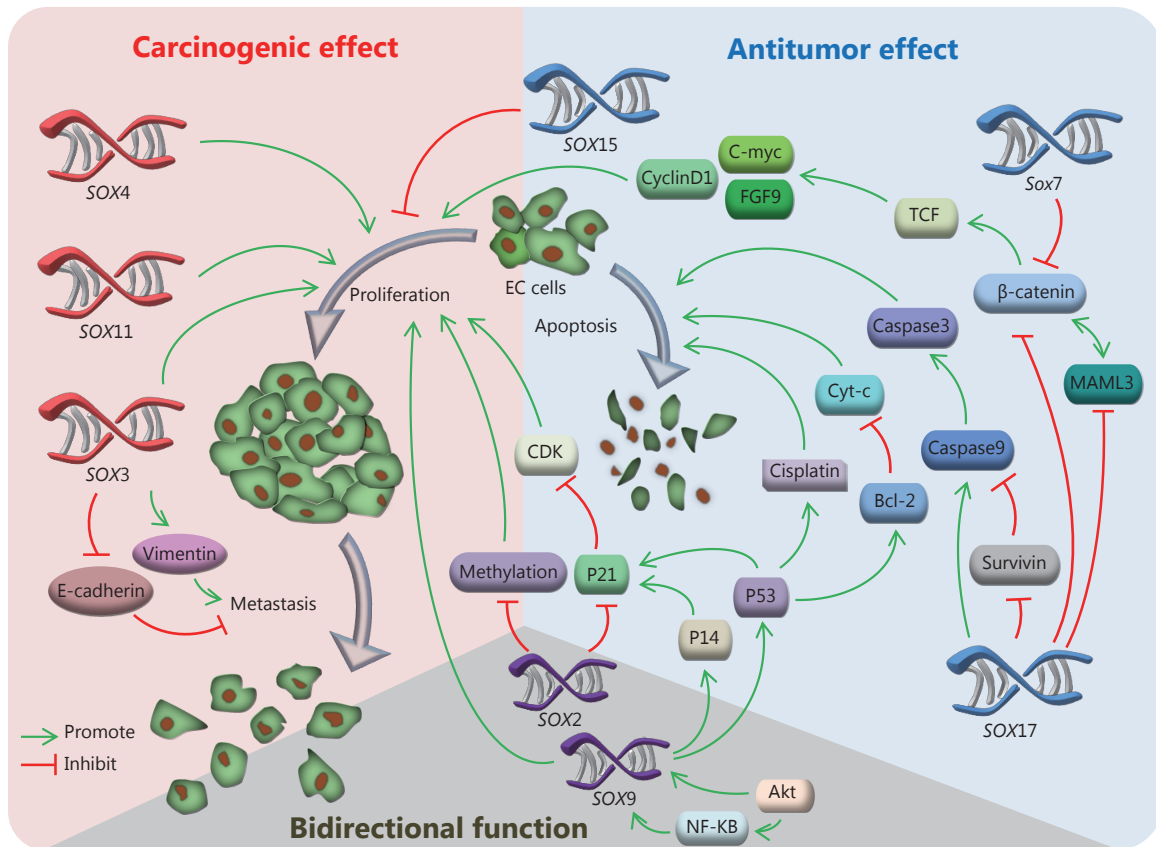 Carcinogenic effect
Antitumor effect
SOX4
SOX15
Sox7
C-myc
CyclinD1
FGF9
TCF
SOX11
Proliferation
EC cells
Apoptosis
β-catenin
Caspase3
MAML3
Cyt-c
SOX3
CDK
Caspase9
Cisplatin
Bcl-2
Vimentin
E-cadherin
Metastasis
Methylation
P21
P53
P14
Survivin
SOX2
SOX17
Promote
Inhibit
SOX9
Akt
NF-KB
Bidirectional function